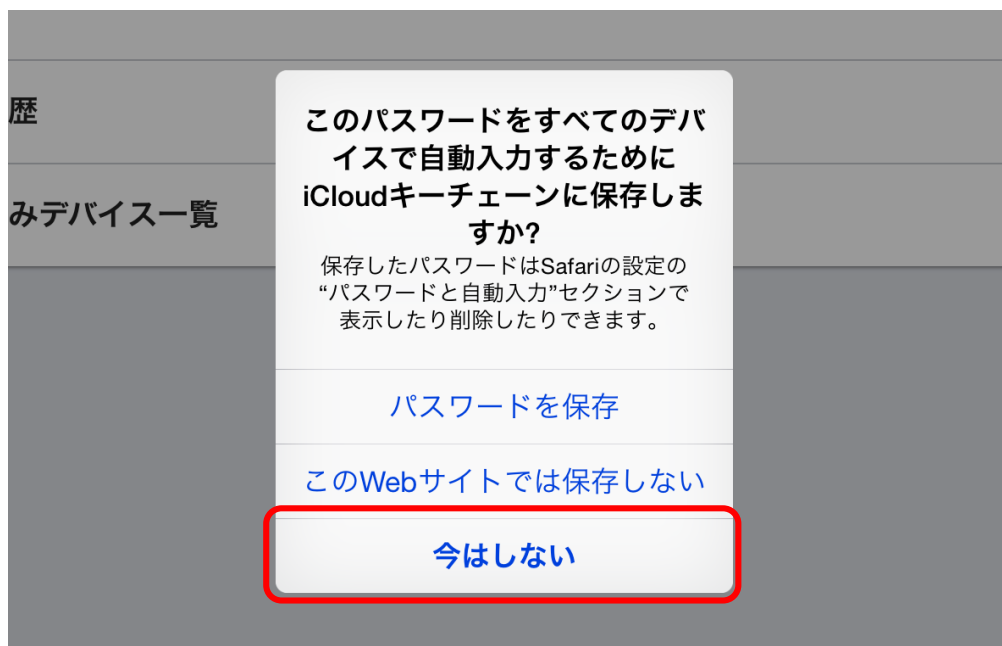 歴
みデバイス一覧
このパスワードをすべてのデバ
イスで自動入力するために
iCloudキーチェーンに保存しま
すか?
保存したパスワードはSafariの設定の
“パスワードと自動入力”セクションで
表示したり削除したりできます。
パスワードを保存
このWebサイトでは保存しない
今はしない